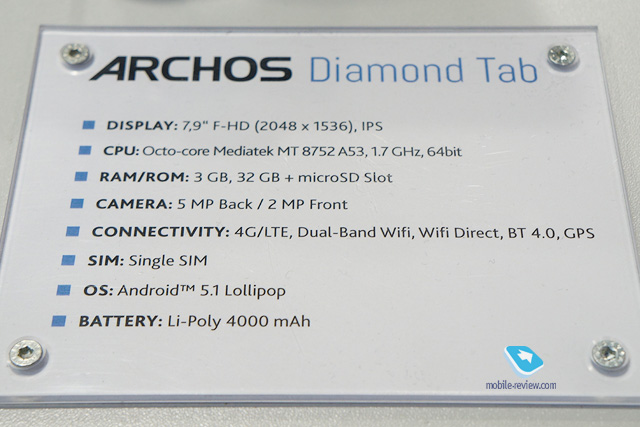 ARCHOS Diamond Tab
DISPLAY: 7,9" F-HD (2048 x 1536), IPS
CPU: Octo-core Mediatek MT 8752 A53, 1.7 GHz, 64bit
RAM/ROM: 3 GB, 32 GB + microSD Slot
CAMERA: 5 MP Back / 2 MP Front
CONNECTIVITY: 4G/LTE, Dual-Band Wifi, Wifi Direct, BT 4.0, GPS
SIM: Single SIM
OS: Android™ 5.1 Lollipop
BATTERY: Li-Poly 4000 mAh
mobile-review.com